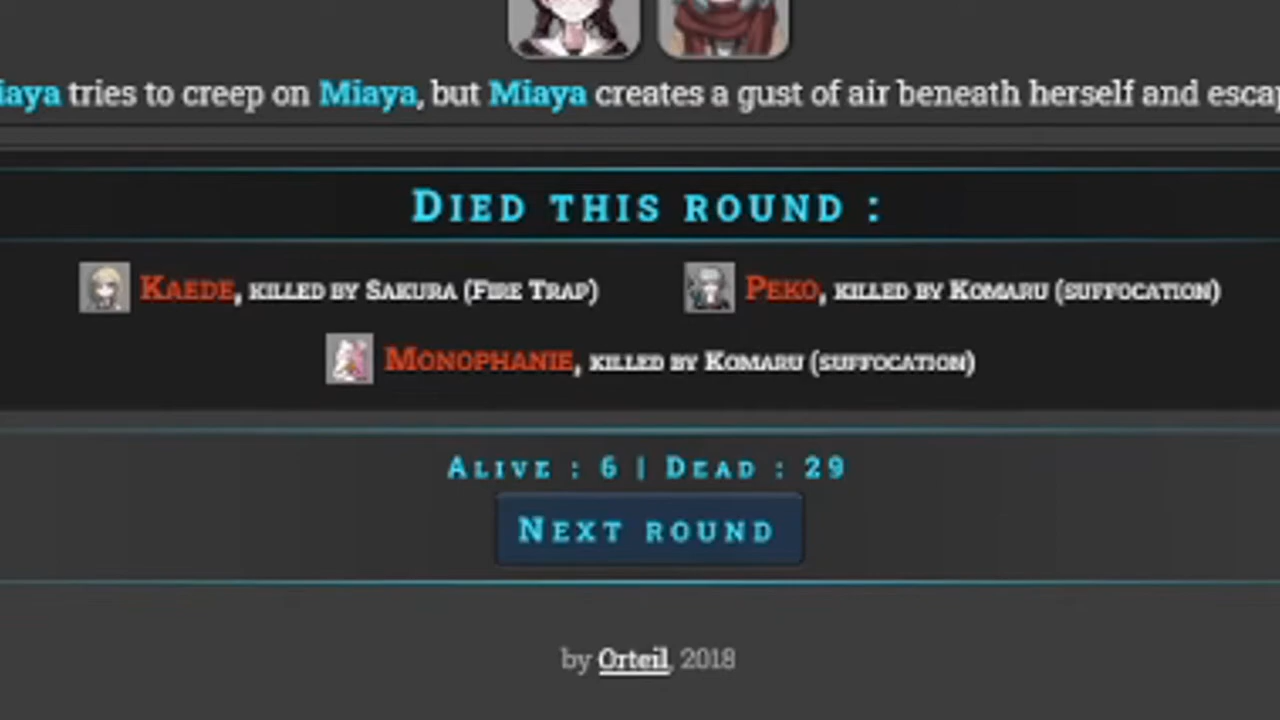 iaya tries to creep on Miaya, but Miaya creates a gust of air beneath herself and escap
Died this round :
Kaede, killed by Sakura (Fire Trap)
Peko, killed by Komaru (suffocation)
Monophanie, killed by Komaru (suffocation)
Alive : 6 | Dead : 29
Next round
by Orteil, 2018